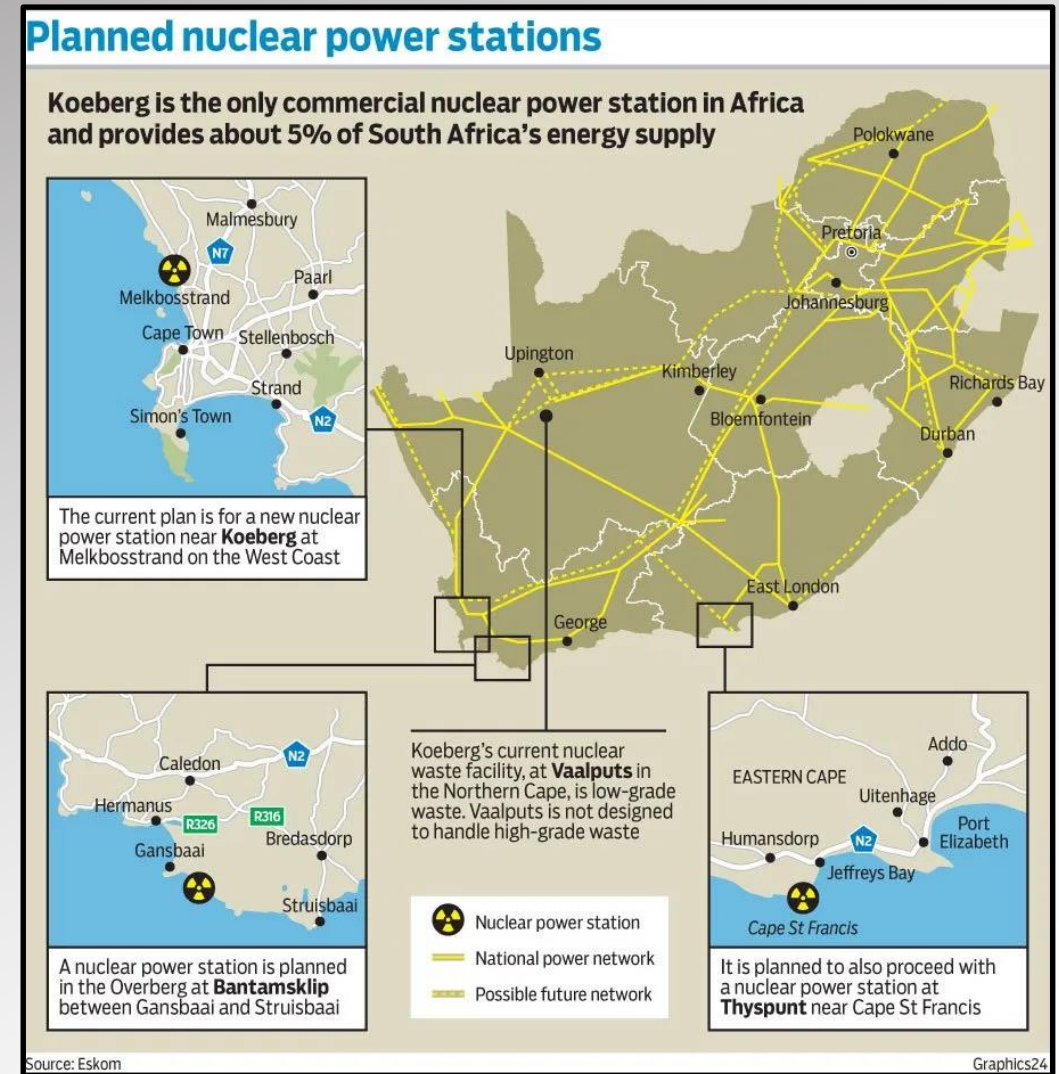 Planned nuclear power stations
Koeberg is the only commercial nuclear power station in Africa
and provides about 5% of South Africa's energy supply
Malmesbury
N7
Paarl
Melkbosstrand
Cape Town
Stellenbosch
Strand
Simon's Town
N2
The current plan is for a new nuclear
power station near Koeberg at
Melkbosstrand on the West Coast
Polokwane
Pretoria
Johannesburg
Upington
Kimberley
Richards Bay
Bloemfontein
Durban
East London
George
N2
Caledon
Hermanus
R326
R316
Gansbaai
Bredasdorp
Struisbaai
A nuclear power station is planned
in the Overberg at Bantamsklip
between Gansbaai and Struisbaai
Koeberg's current nuclear
waste facility, at Vaalputs in
the Northern Cape, is low-grade
waste. Vaalputs is not designed
to handle high-grade waste
Nuclear power station
National power network
Possible future network
Addo
EASTERN CAPE
Uitenhage
Port
Elizabeth
Humansdorp
N2
Jeffreys Bay
Cape St Francis
It is planned to also proceed with
a nuclear power station at
Thyspunt near Cape St Francis
Source: Eskom
Graphics24